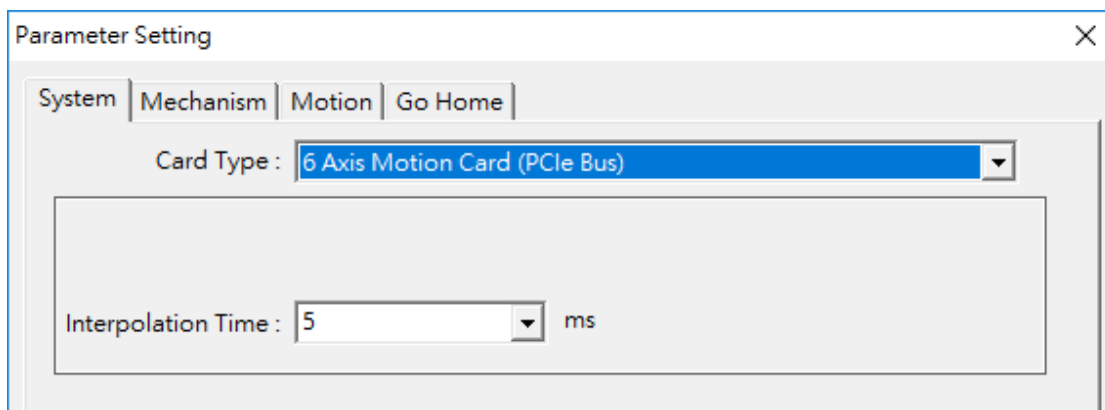 Parameter Setting
System Mechanism Motion Go Home
Card Type : 6 Axis Motion Card (PCIe Bus)
Interpolation Time : 5 ms